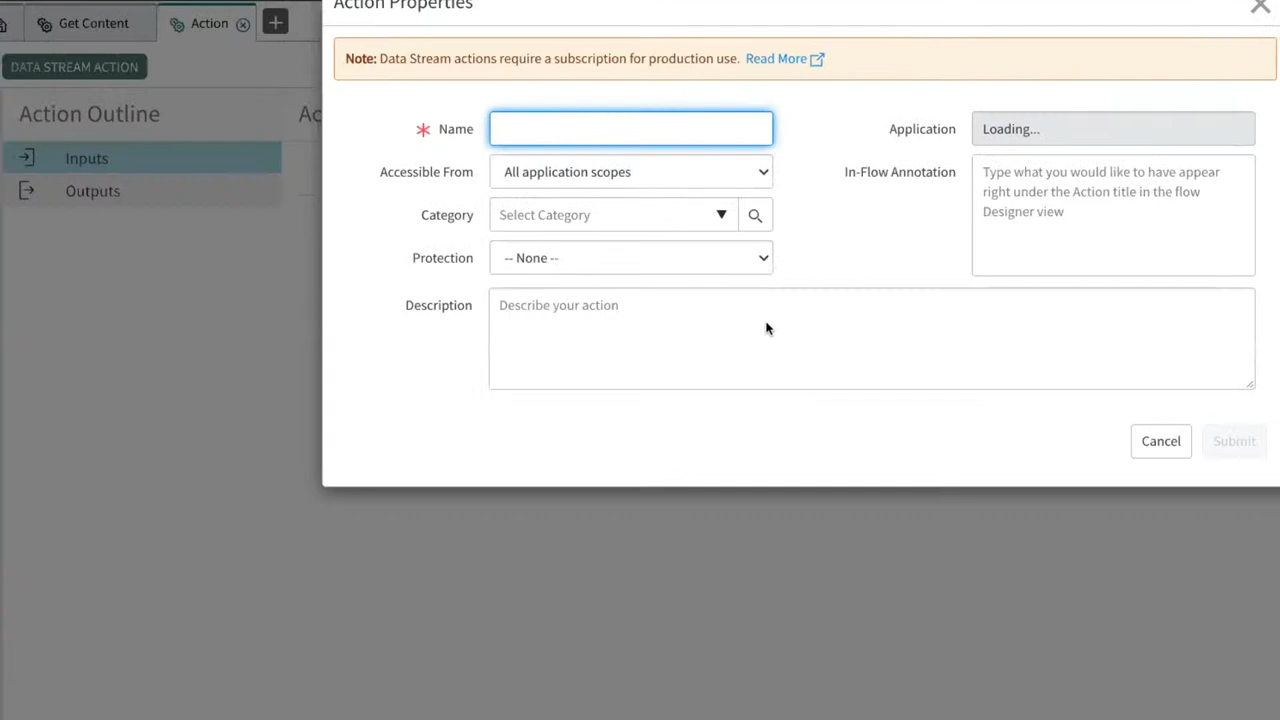 Action Properties
Get Content
Action
Note: Data Stream actions require a subscription for production use. Read More
DATA STREAM ACTION
Action Outline
Ac
Inputs
Outputs
* Name
Application
Loading...
Accessible From
All application scopes
In-Flow Annotation
Type what you would like to have appear
right under the Action title in the flow
Designer view
Category
Select Category
Protection
-- None --
Description
Describe your action
Cancel
Submit